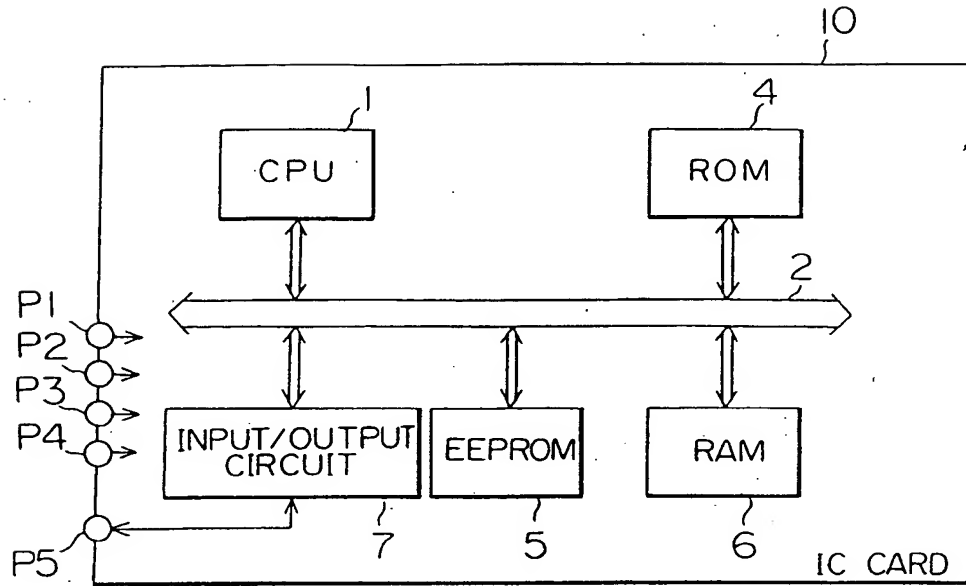 10
1
4
CPU
ROM
2
P1
P2
P3
P4
P5
INPUT/OUTPUT
CIRCUIT
EEPROM
RAM
7
5
6
IC CARD